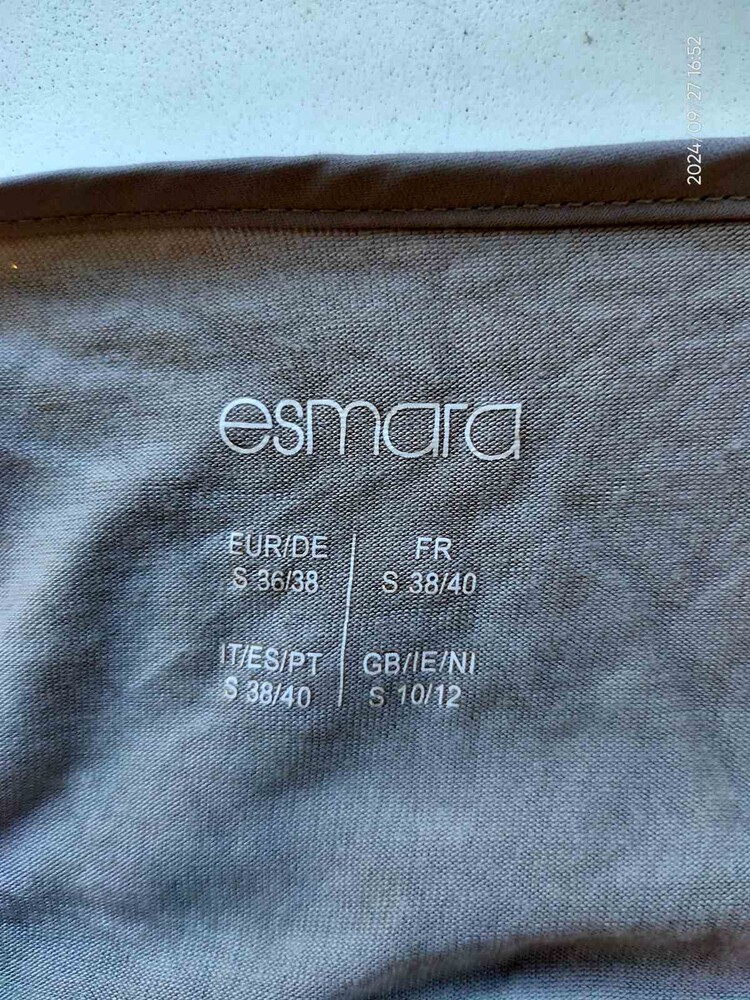 2024/09/27 16:52
esmara
EUR/DE
S 36/38
FR
S 38/40
IT/ES/PT
S 38/40
GB/IE/NI
S 10/12